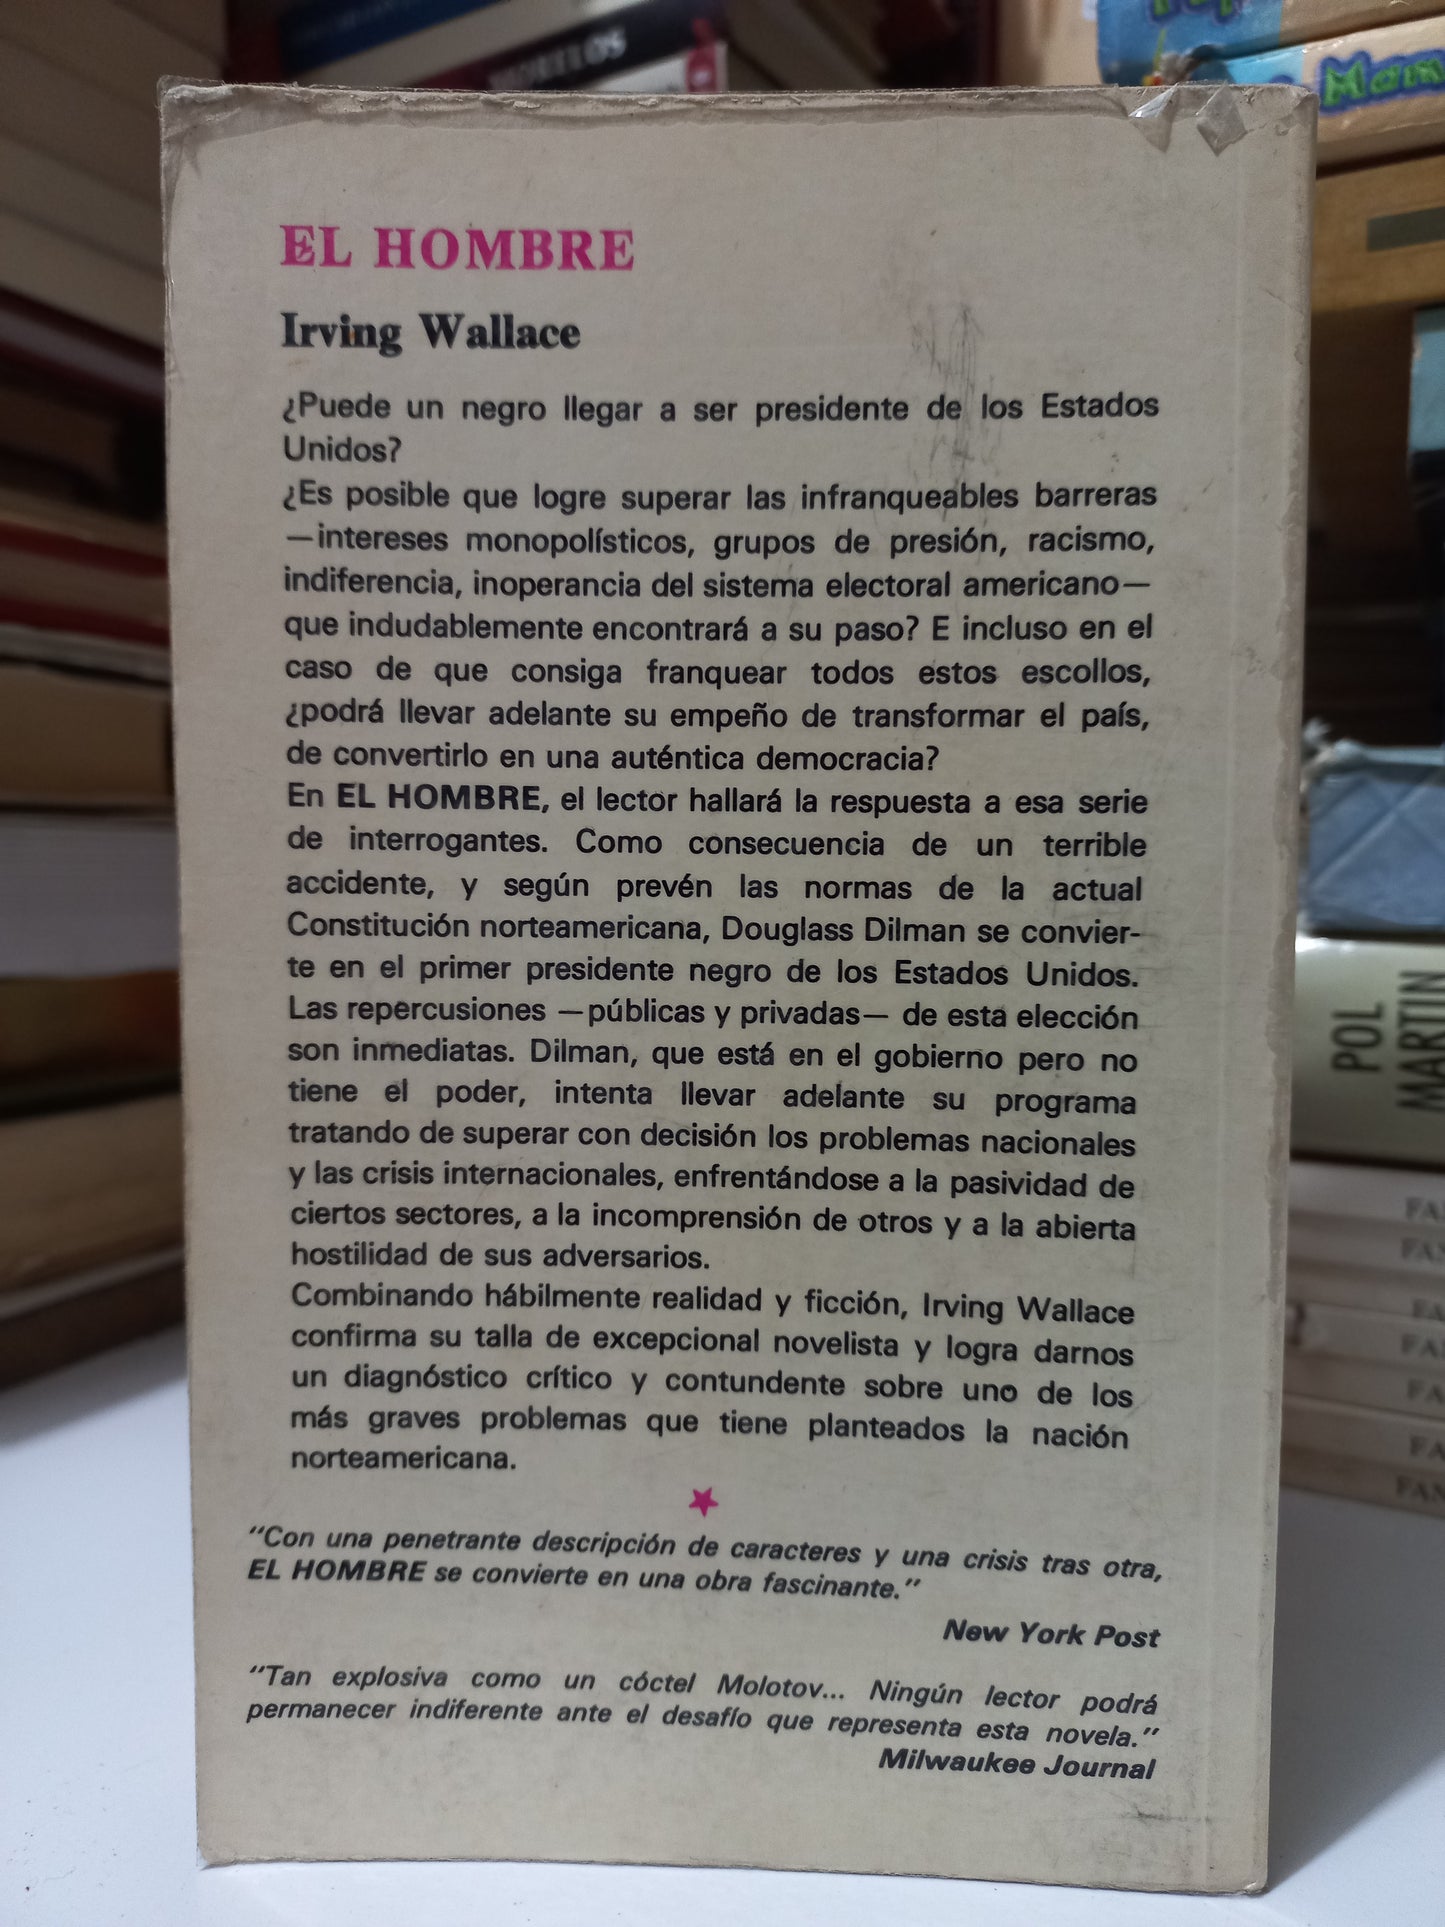 EL HOMBRE
Irving Wallace
¿Puede un negro llegar a ser presidente de los Estados
Unidos?
¿Es posible que logre superar las infranqueables barreras
—intereses monopolísticos, grupos de presión, racismo,
indiferencia, inoperancia del sistema electoral americano—
que indudablemente encontrará a su paso? E incluso en el
caso de que consiga franquear todos estos escollos,
¿podrá llevar adelante su empeño de transformar el país,
de convertirlo en una auténtica democracia?
En EL HOMBRE, el lector hallará la respuesta a esa serie
de interrogantes. Como consecuencia de un terrible
accidente, y según prevén las normas de la actual
Constitución norteamericana, Douglass Dilman se convier-
te en el primer presidente negro de los Estados Unidos.
Las repercusiones —públicas y privadas— de esta elección
son inmediatas. Dilman, que está en el gobierno pero no
tiene el poder, intenta llevar adelante su programa
tratando de superar con decisión los problemas nacionales
y las crisis internacionales, enfrentándose a la pasividad de
ciertos sectores, a la incomprensión de otros y a la abierta
hostilidad de sus adversarios.
Combinando hábilmente realidad y ficción, Irving Wallace
confirma su talla de excepcional novelista y logra darnos
un diagnóstico crítico y contundente sobre uno de los
más graves problemas que tiene planteados la nación
norteamericana.
"Con una penetrante descripción de caracteres y una crisis tras otra,
EL HOMBRE se convierte en una obra fascinante."
New York Post
"Tan explosiva como un cóctel Molotov... Ningún lector podrá
permanecer indiferente ante el desafío que representa esta novela."
Milwaukee Journal
POL
MARTIN